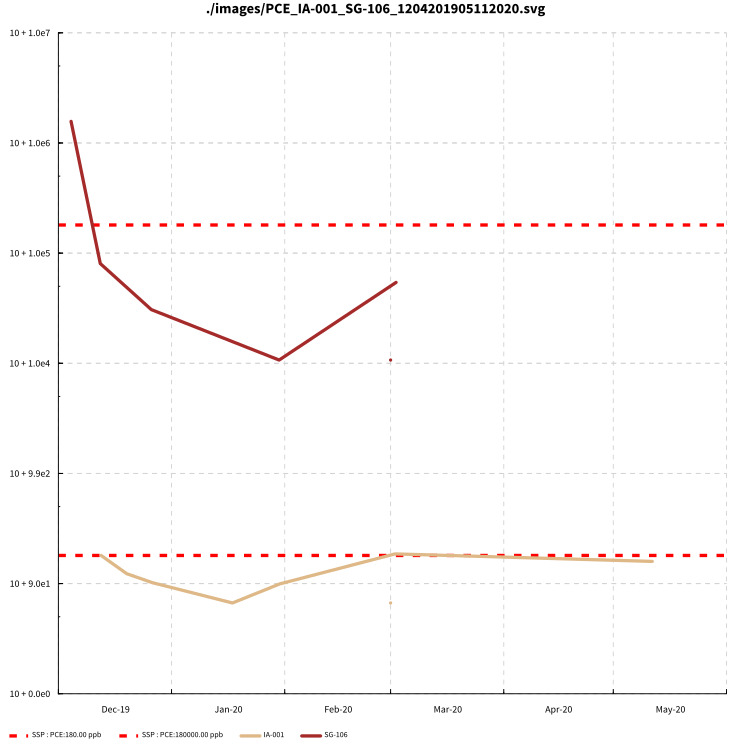 ./images/PCE_IA-001_SG-106_1204201905112020.svg
10 + 1.0e7
10 + 1.0e6
10 + 1.0e5
10 + 1.0e4
10 + 9.9e2
10 + 9.0e1
10 + 0.0e0
Dec-19 Jan-20 Feb-20 Mar-20 Apr-20 May-20
SSP : PCE:180.00 ppb SSP : PCE:180000.00 ppb IA-001 SG-106